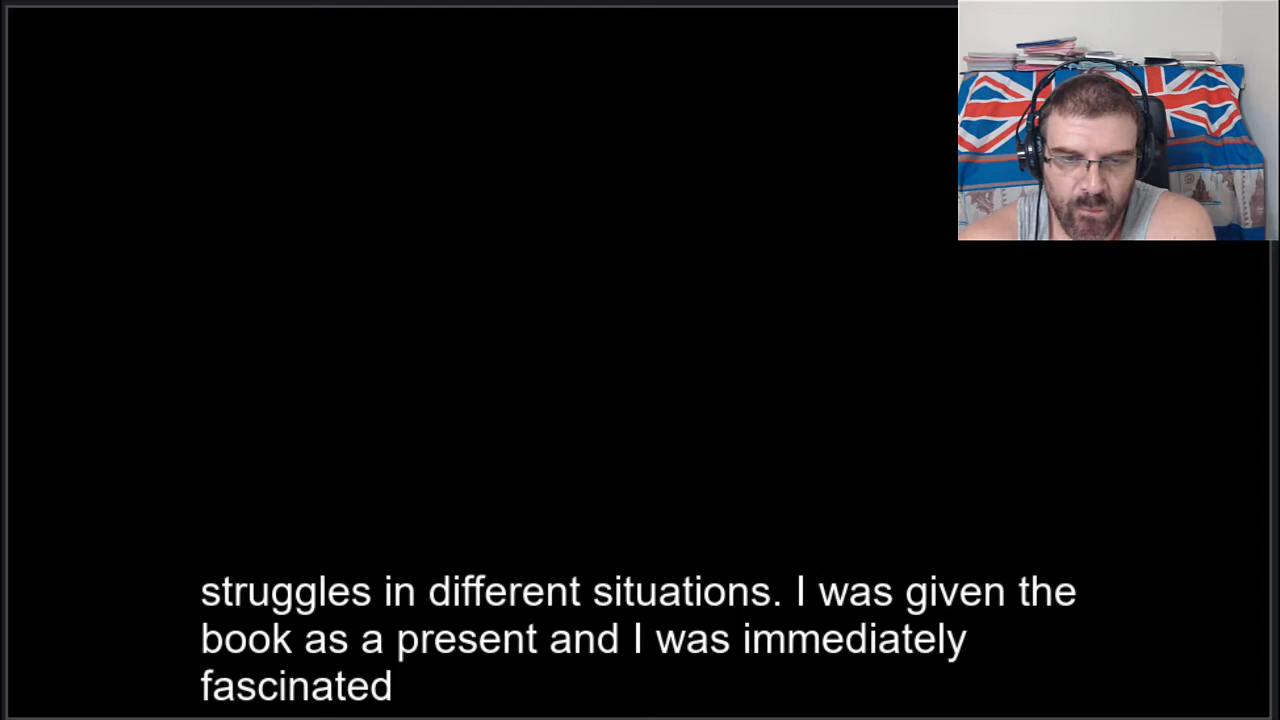 struggles in different situations. I was given the
book as a present and I was immediately
fascinated